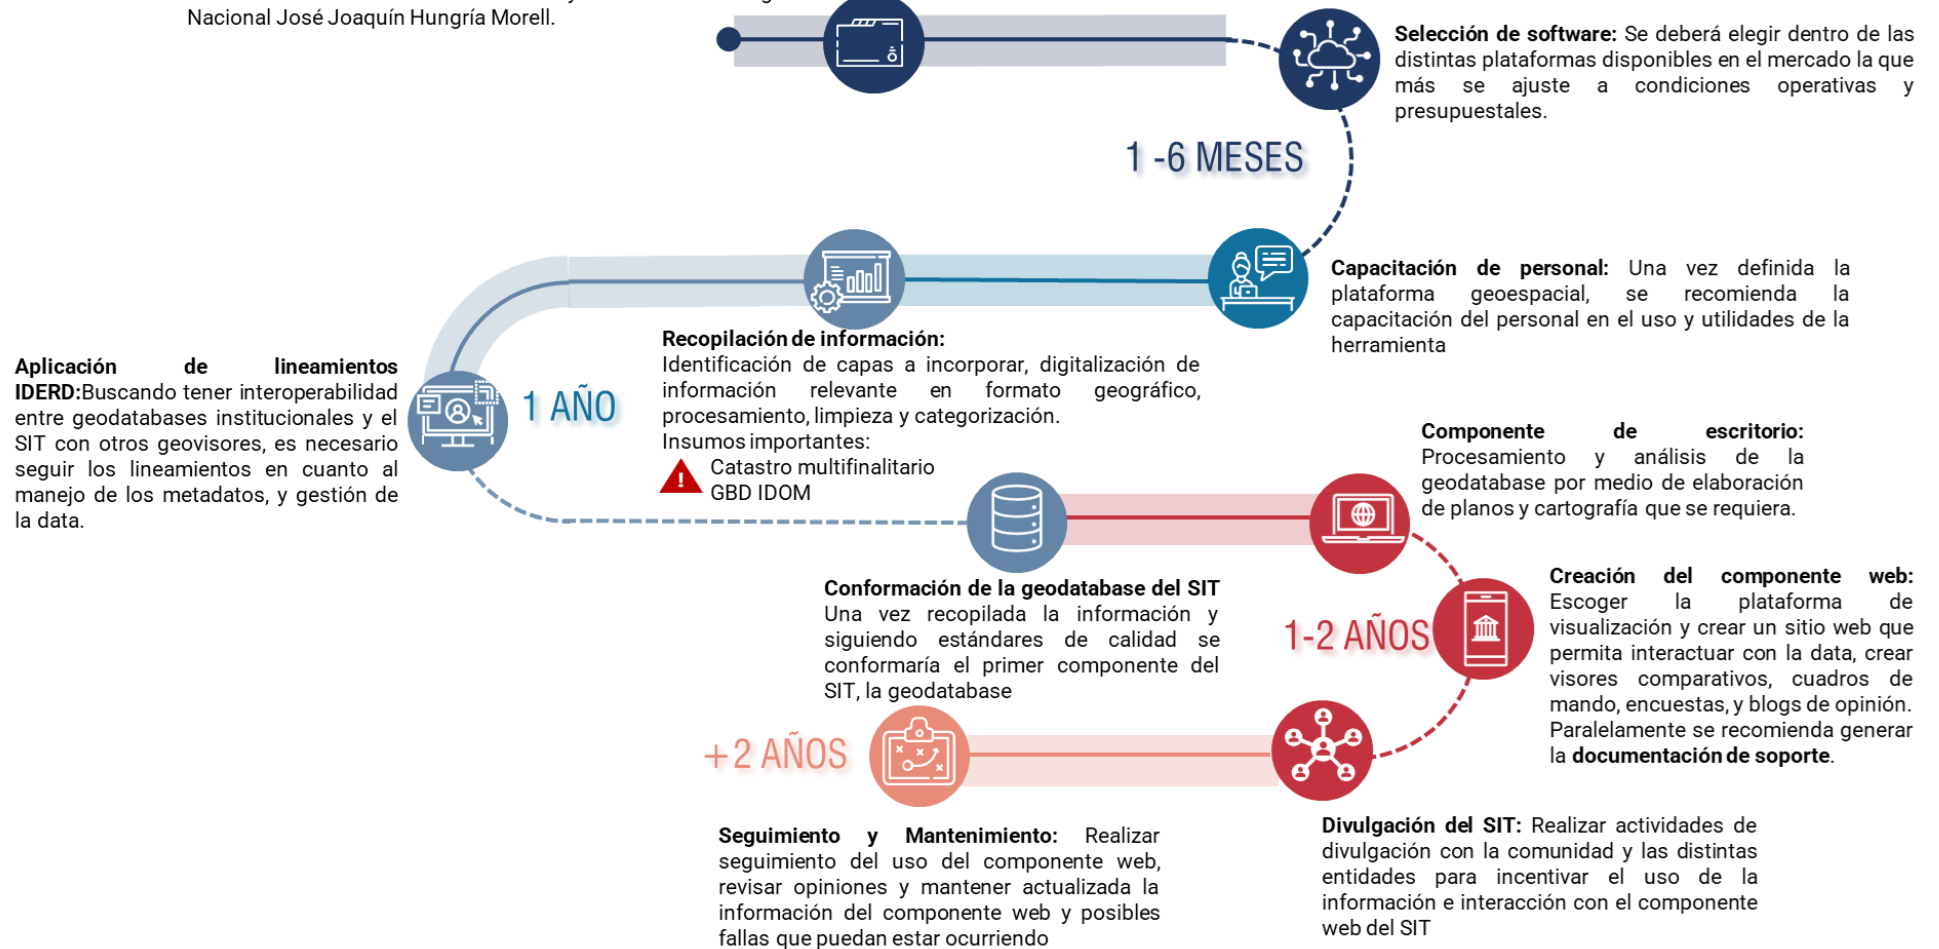 Nacional José Joaquín Hungría Morell.
Selección de software: Se deberá elegir dentro de las
distintas plataformas disponibles en el mercado la que
más se ajuste a condiciones operativas y
presupuestales.
1 -6 MESES
Capacitación de personal: Una vez definida la
plataforma geoespacial, se recomienda la
capacitación del personal en el uso y utilidades de la
herramienta
Recopilación de información:
Identificación de capas a incorporar, digitalización de
información relevante en formato geográfico,
procesamiento, limpieza y categorización.
Insumos importantes:
Catastro multifinalitario
GBD IDOM
1 AÑO
Aplicación de lineamientos
IDERD:Buscando tener interoperabilidad
entre geodatabases institucionales y el
SIT con otros geovisores, es necesario
seguir los lineamientos en cuanto al
manejo de los metadatos, y gestión de
la data.
Conformación de la geodatabase del SIT
Una vez recopilada la información y
siguiendo estándares de calidad se
conformaría el primer componente del
SIT, la geodatabase
Componente de escritorio:
Procesamiento y análisis de la
geodatabase por medio de elaboración
de planos y cartografía que se requiera.
1-2 AÑOS
Creación del componente web:
Escoger la plataforma de
visualización y crear un sitio web que
permita interactuar con la data, crear
visores comparativos, cuadros de
mando, encuestas, y blogs de opinión.
Paralelamente se recomienda generar
la documentación de soporte.
Divulgación del SIT: Realizar actividades de
divulgación con la comunidad y las distintas
entidades para incentivar el uso de la
información e interacción con el componente
web del SIT
+2 AÑOS
Seguimiento y Mantenimiento: Realizar
seguimiento del uso del componente web,
revisar opiniones y mantener actualizada la
información del componente web y posibles
fallas que puedan estar ocurriendo